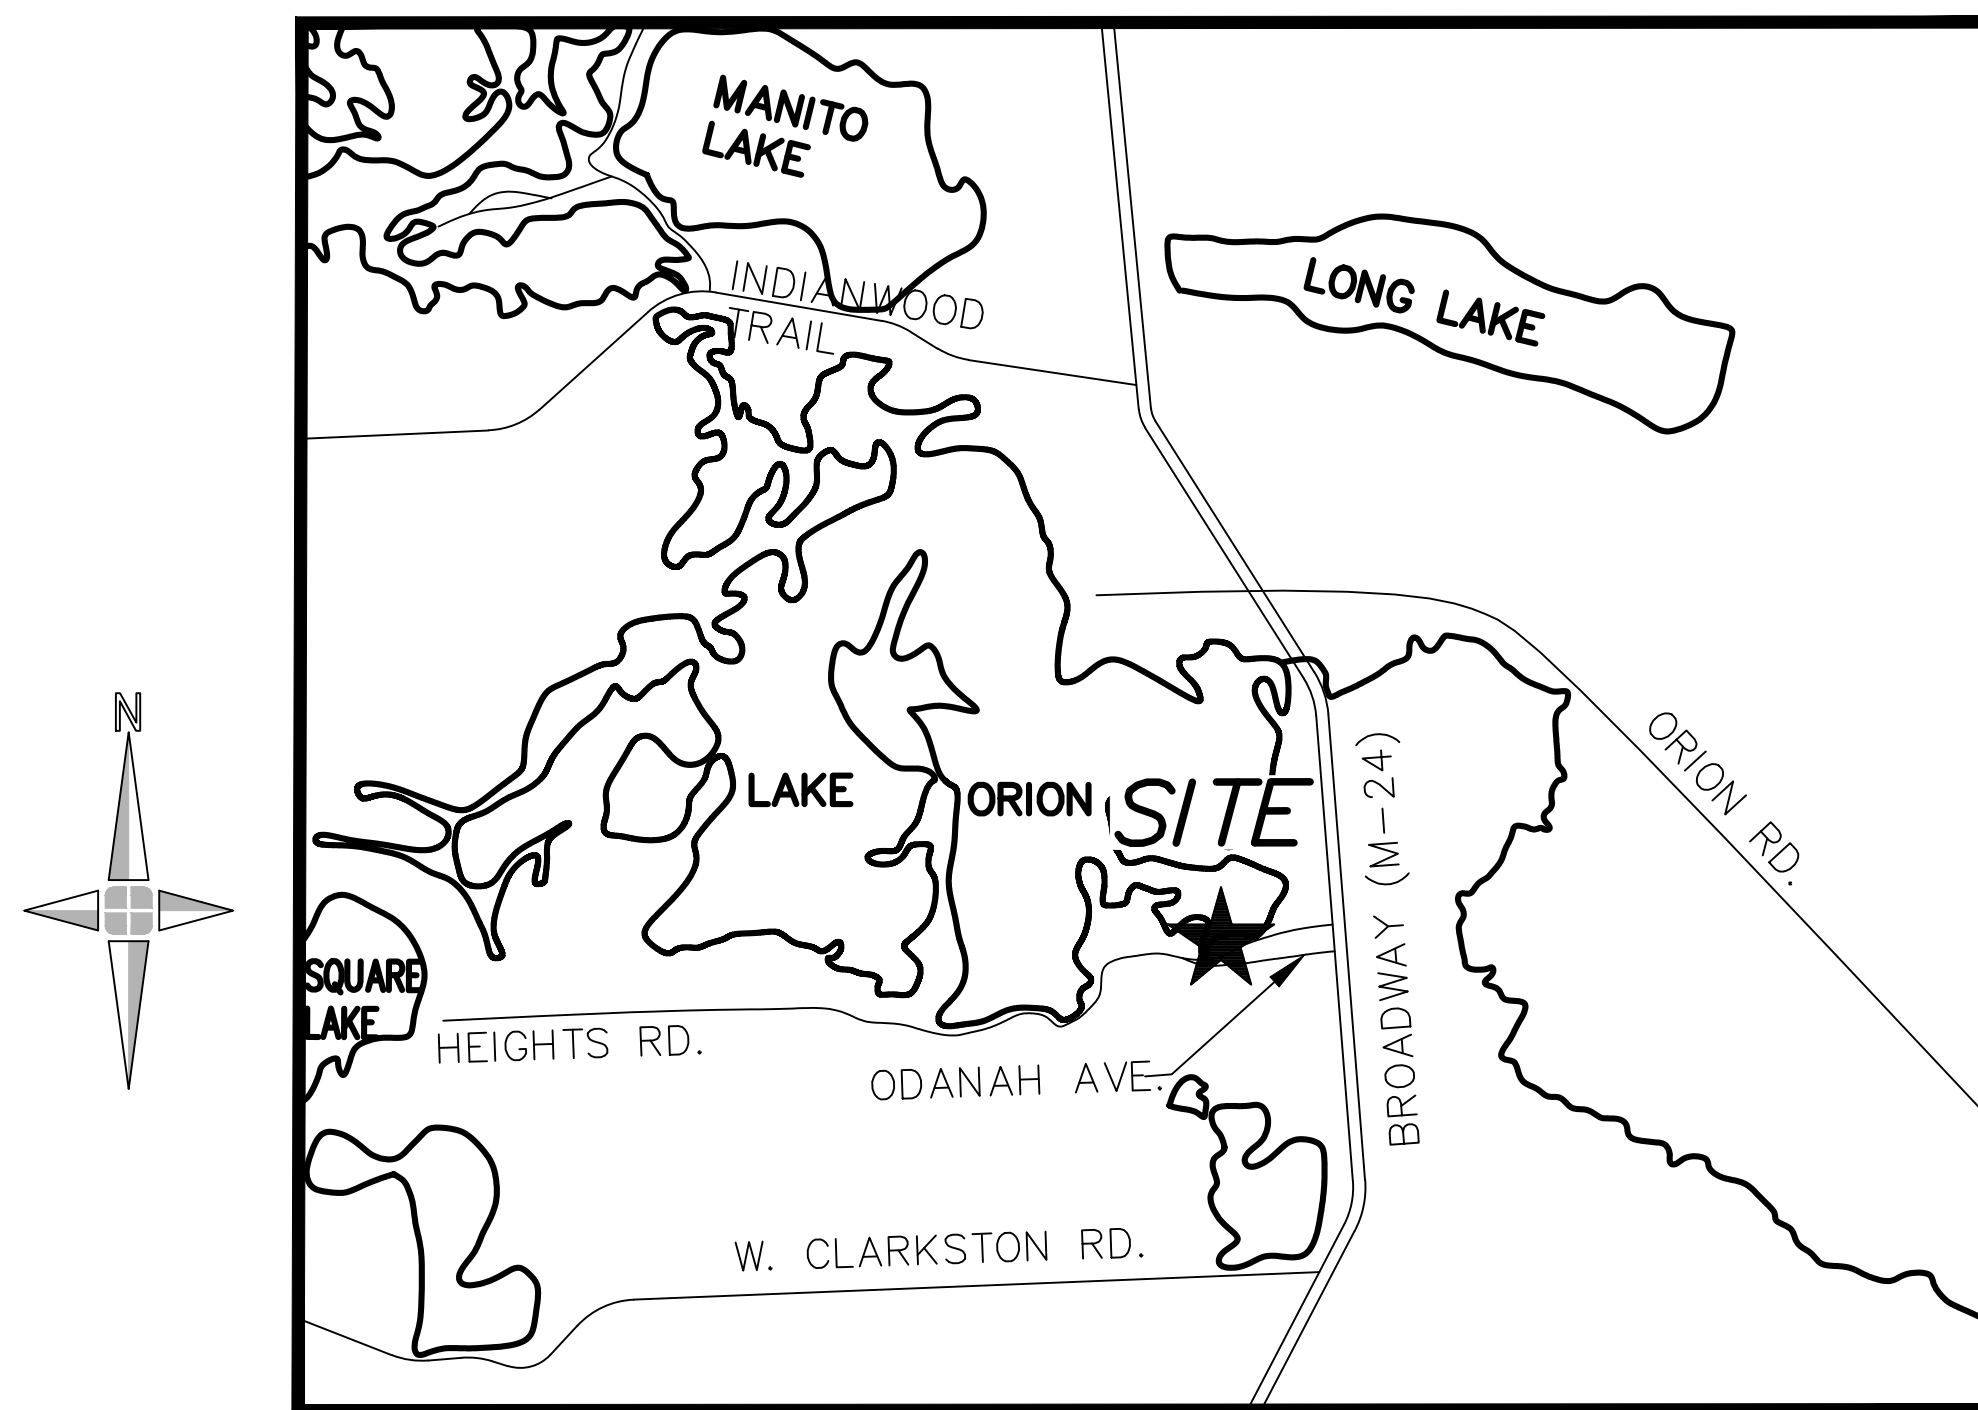 MANITO
LAKE
INDIANWOOD
TRAIL
LONG LAKE
N
LAKE ORION
SITE
BROADWAY (M-24)
ORION RD.
SQUARE
LAKE
HEIGHTS RD.
ODANAH AVE.
W. CLARKSTON RD.